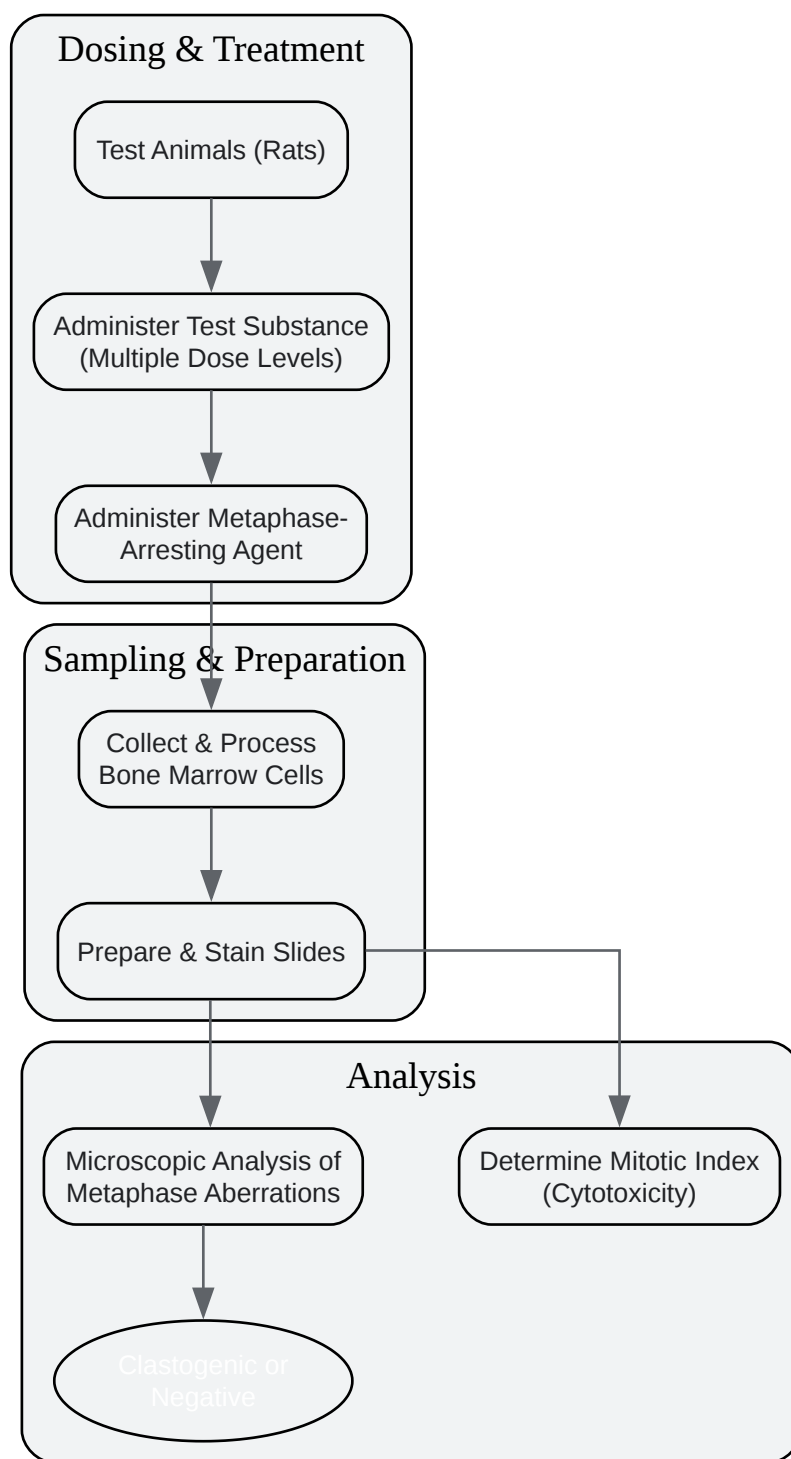 Dosing & Treatment
Test Animals (Rats)
Administer Test Substance
(Multiple Dose Levels)
Administer Metaphase-
Arresting Agent
Sampling & Preparation
Collect & Process
Bone Marrow Cells
Prepare & Stain Slides
Analysis
Microscopic Analysis of
Metaphase Aberrations
Determine Mitotic Index
(Cytotoxicity)
Clastogenic or
Negative